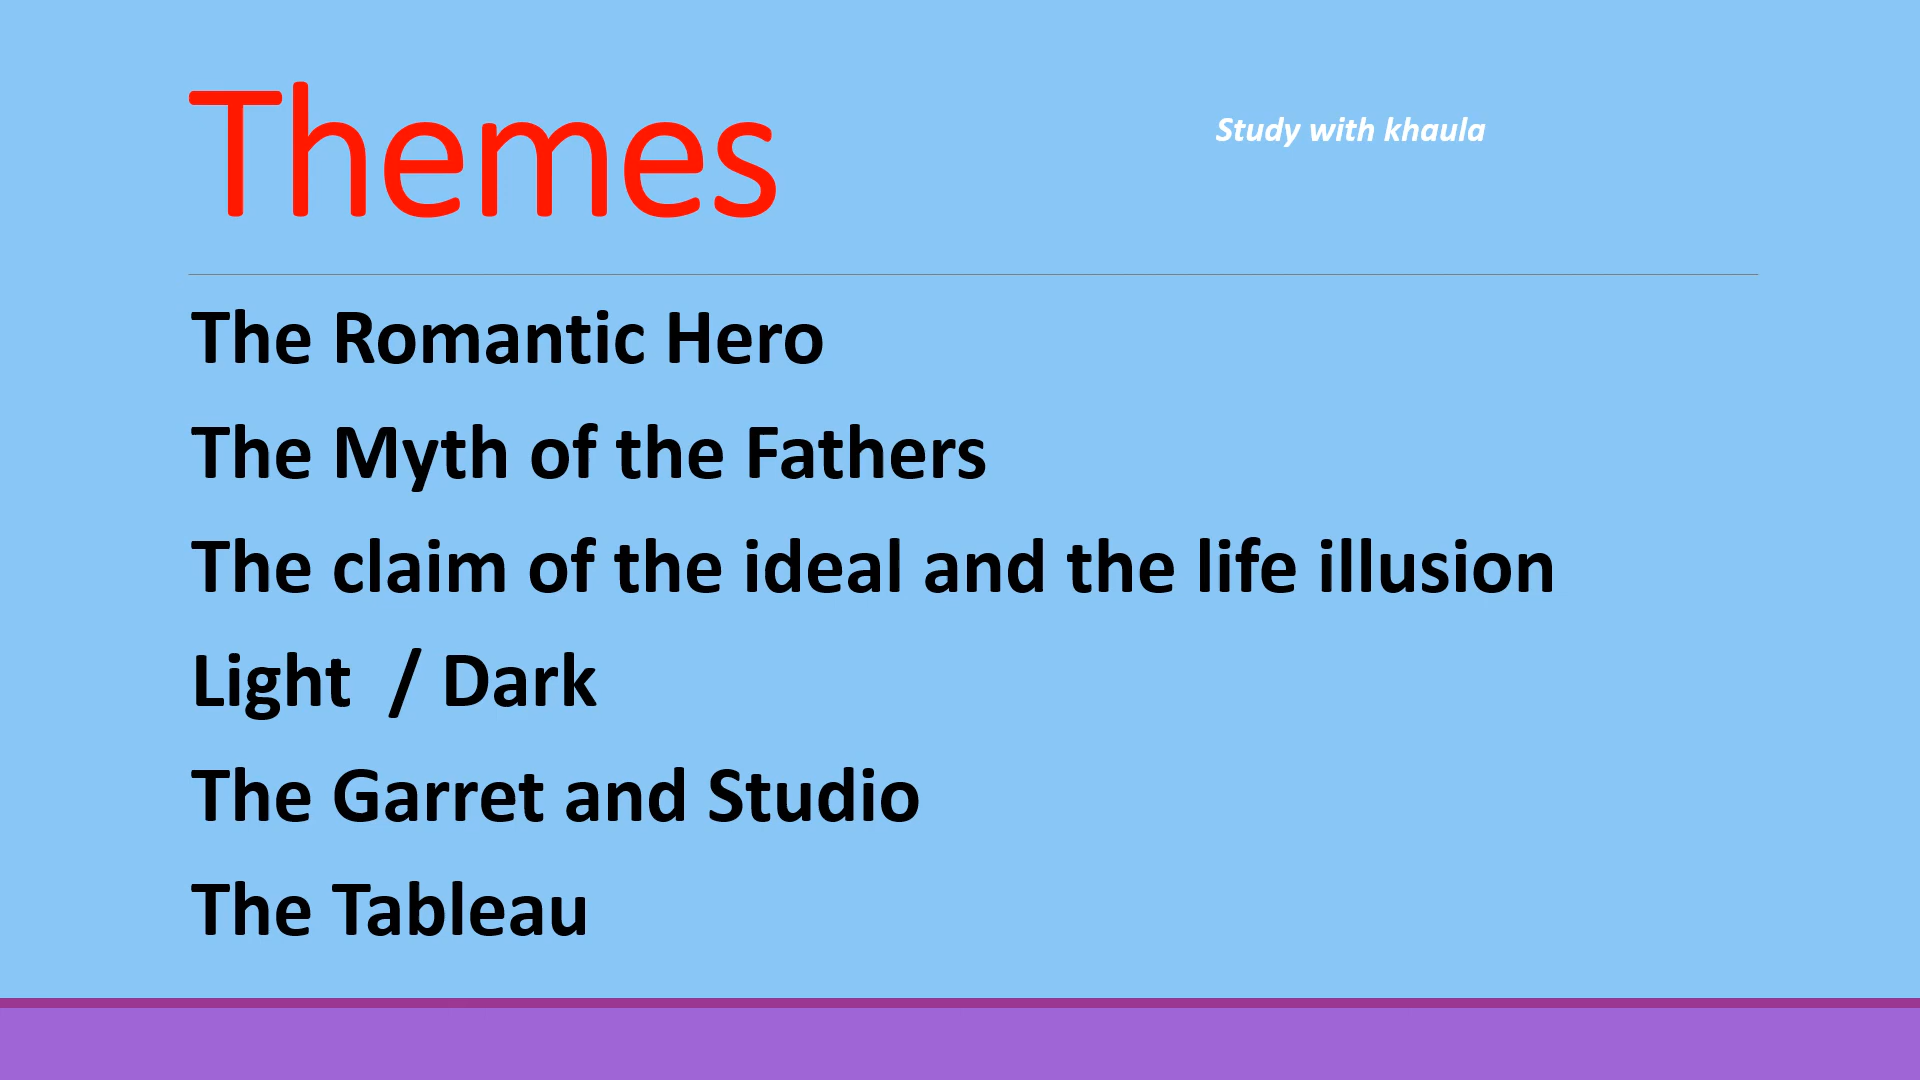 Themes
Study with khaula
The Romantic Hero
The Myth of the Fathers
The claim of the ideal and the life illusion
Light  / Dark
The Garret and Studio
The Tableau